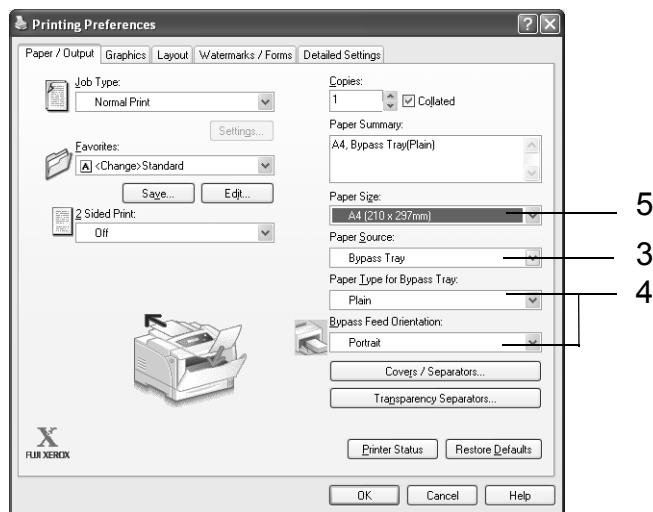 Printing Preferences
Paper / Output Graphics Layout Watermarks / Forms Detailed Settings
Job Type:
Normal Print
Settings...
Favorites:
A <Change>Standard
Save... Edit...
2 Sided Print:
Off
FUJI XEROX
Copies:
1 Collated
Paper Summary:
A4, Bypass Tray(Plain)
Paper Size:
A4 (210 x 297mm)
5
Paper Source:
Bypass Tray
3
Paper Type for Bypass Tray:
Plain
4
Bypass Feed Orientation:
Portrait
Covers / Separators...
Transparency Separators...
Printer Status Restore Defaults
OK Cancel Help